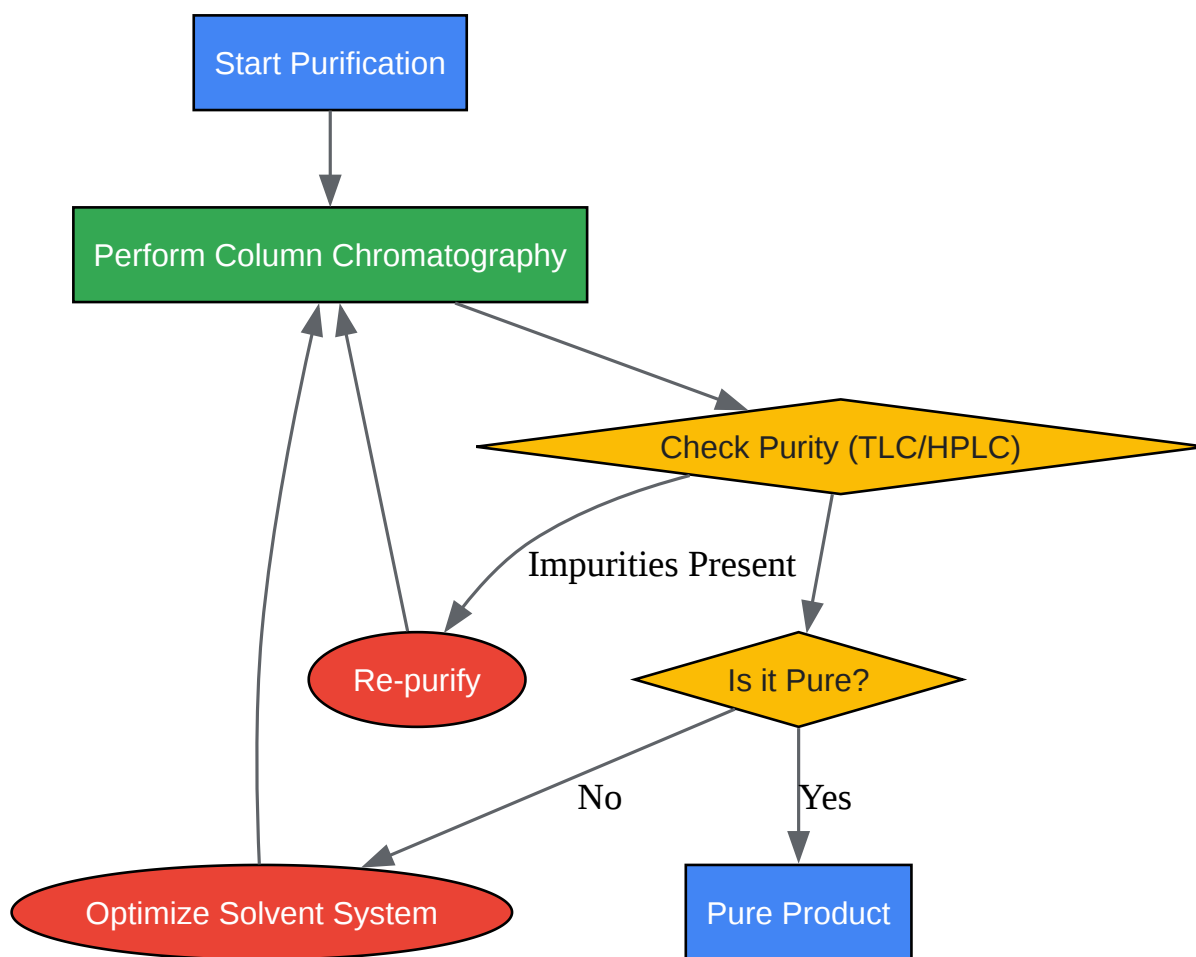 Start Purification
Perform Column Chromatography
Check Purity (TLC/HPLC)
Impurities Present
Re-purify
Is it Pure?
No
Yes
Optimize Solvent System
Pure Product